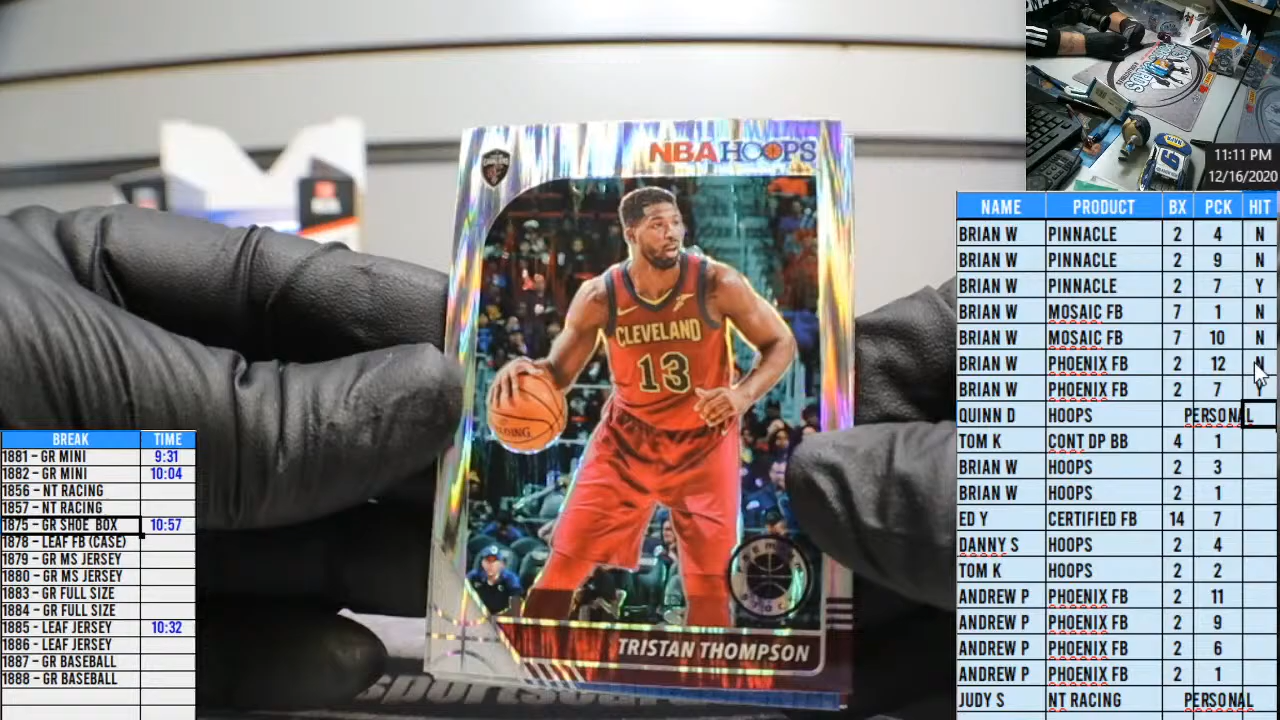 NBA HOOPS
CLEVELAND
13
TRISTAN THOMPSON
11:11 PM
12/16/2020
NAME PRODUCT BX PCK HIT
BRIAN W PINNACLE 2 4 N
BRIAN W PINNACLE 2 9 N
BRIAN W PINNACLE 2 7 Y
BRIAN W MOSAIC FB 7 1 N
BRIAN W MOSAIC FB 7 10 N
BRIAN W PHOENIX FB 2 12 N
BRIAN W PHOENIX FB 2 7 Y
QUINN D HOOPS PERSONAL
TOM K CONT DP BB 4 1
BRIAN W HOOPS 2 3
BRIAN W HOOPS 2 1
ED Y CERTIFIED FB 14 7
DANNY S HOOPS 2 4
TOM K HOOPS 2 2
ANDREW P PHOENIX FB 2 11
ANDREW P PHOENIX FB 2 9
ANDREW P PHOENIX FB 2 6
ANDREW P PHOENIX FB 2 1
JUDY S NT RACING PERSONAL
BREAK TIME
1881 - GR MINI 9:31
1882 - GR MINI 10:04
1856 - NT RACING
1857 - NT RACING
1875 - GR SHOE BOX 10:57
1878 - LEAF FB (CASE)
1879 - GR MS JERSEY
1880 - GR MS JERSEY
1883 - GR FULL SIZE
1884 - GR FULL SIZE
1885 - LEAF JERSEY 10:32
1886 - LEAF JERSEY
1887 - GR BASEBALL
1888 - GR BASEBALL